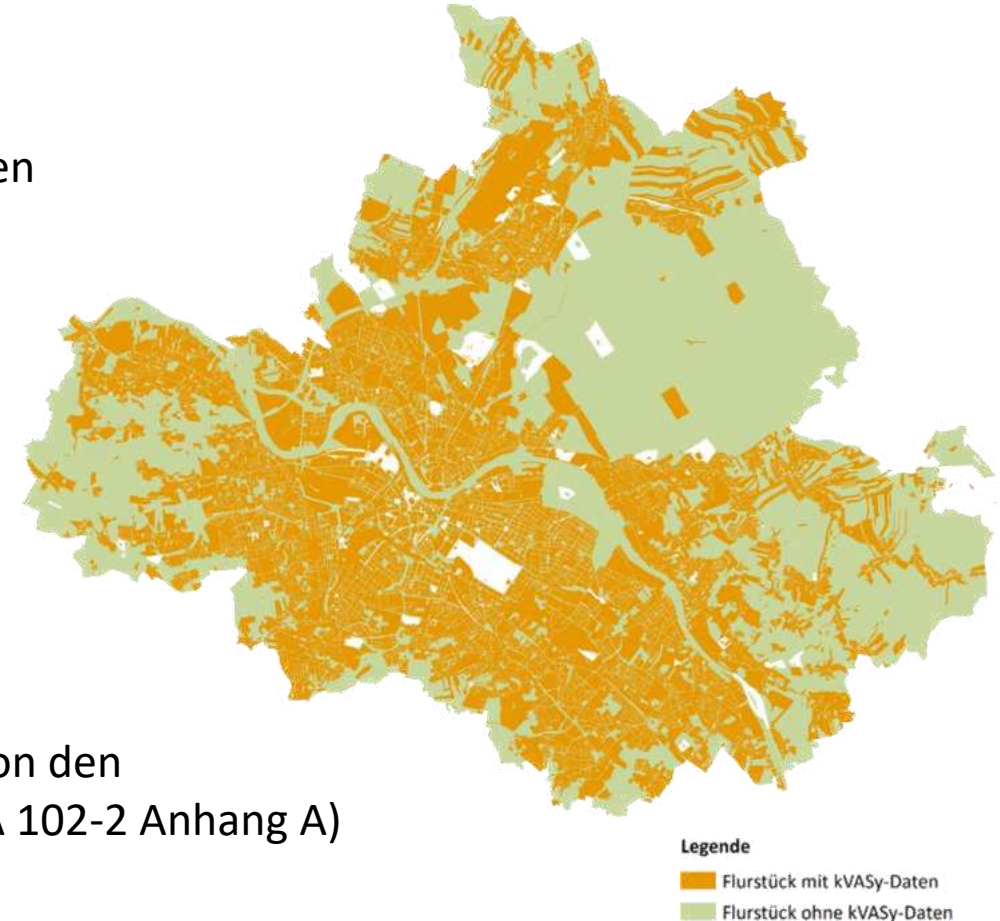 en
on den
A 102-2 Anhang A)
Legende
Flurstück mit kVASy-Daten
Flurstück ohne kVASy-Daten